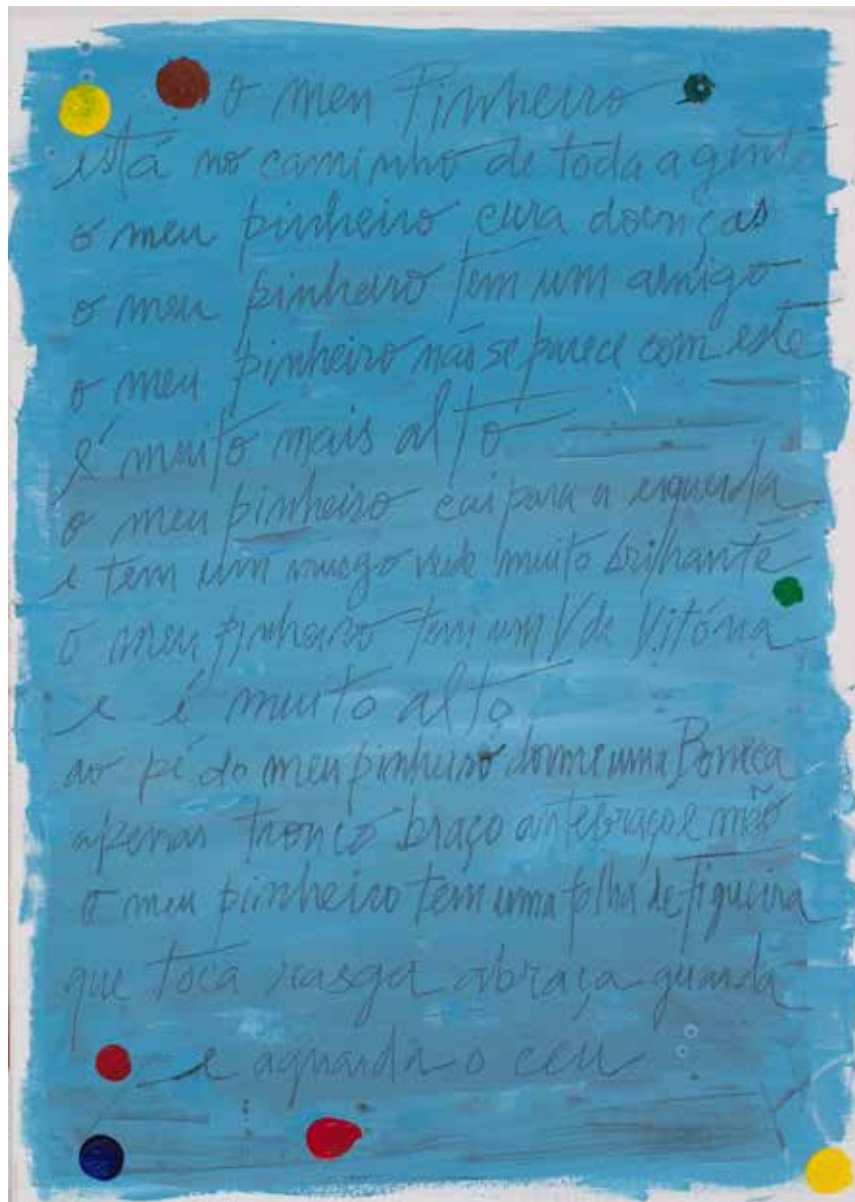 o meu Pinheiro
está no caminho de toda a gente
o meu pinheiro cura doenças
o meu pinheiro tem um amigo
o meu pinheiro não se parece com este
é muito mais alto
o meu pinheiro cai para a esquerda
e tem um musgo verde muito brilhante
o meu pinheiro tem um V de Vitória
e é muito alto
ao pé do meu pinheiro dorme uma Boneca
apenas tronco braço antebraço e mão
o meu pinheiro tem uma folha de figueira
que toca rasga abraça guarda
e aguarda o ceu